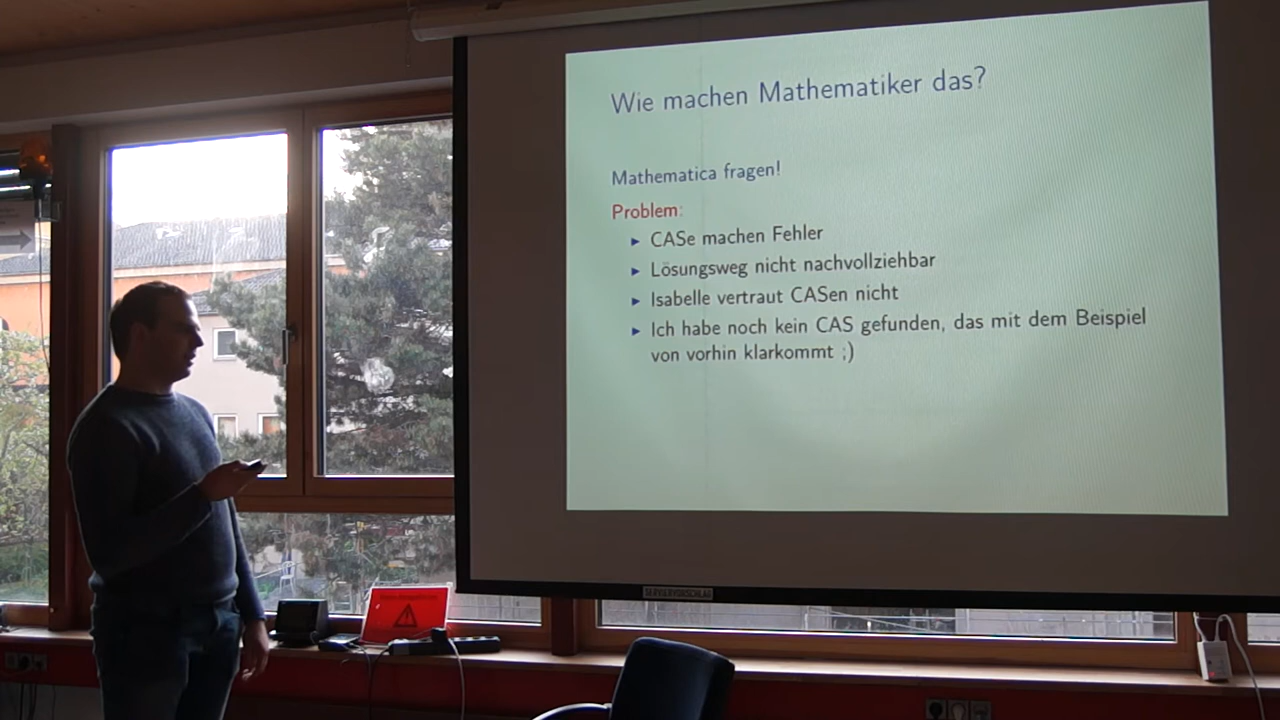 Wie machen Mathematiker das?
Mathematica fragen!
Problem:
CASe machen Fehler
Lösungsweg nicht nachvollziehbar
Isabelle vertraut CASen nicht
Ich habe noch kein CAS gefunden, das mit dem Beispiel
von vorhin klarkommt ;)
SERVIERVORSCHLAG